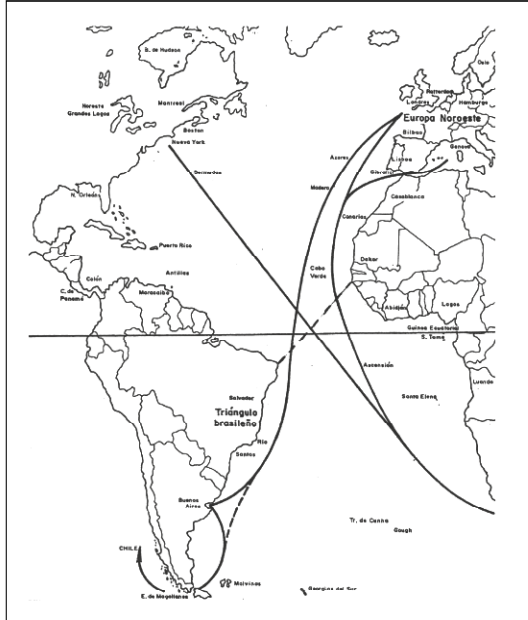 B. de Hudson
Oslo
Noreste
Grandes Lagos
Montreal
Boston
Nueva York
Rotterdam
Londres
Hamburgo
Europa Noroeste
Bilbao
Lisboa
Genova
Azores
Madera
Gibraltar
Casablanca
Canarias
Bermudas
N. Orleáns
Puerto Rico
Antillas
Colón
C. de
Panamá
Maracaibo
Cabo
Verde
Dakar
Abidjan
Lagos
Guinea Ecuatorial
S. Tomé
Ascensión
Luanda
Santa Elena
Salvador
Triángulo
brasileño
Rio
Santos
Buenos
Aires
Tr. de Cunha
Gough
CHILE
E. de Magallanes
Malvinas
Georgias del Sur